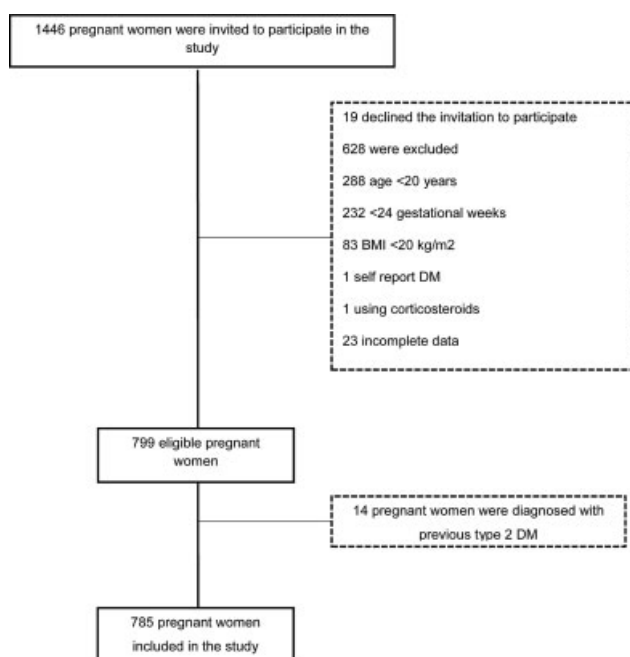 1446 pregnant women were invited to participate in the
study
19 declined the invitation to participate
628 were excluded
288 age <20 years
232 <24 gestational weeks
83 BMI <20 kg/m2
1 self report DM
1 using corticosteroids
23 incomplete data
799 eligible pregnant
women
14 pregnant women were diagnosed with
previous type 2 DM
785 pregnant women
included in the study